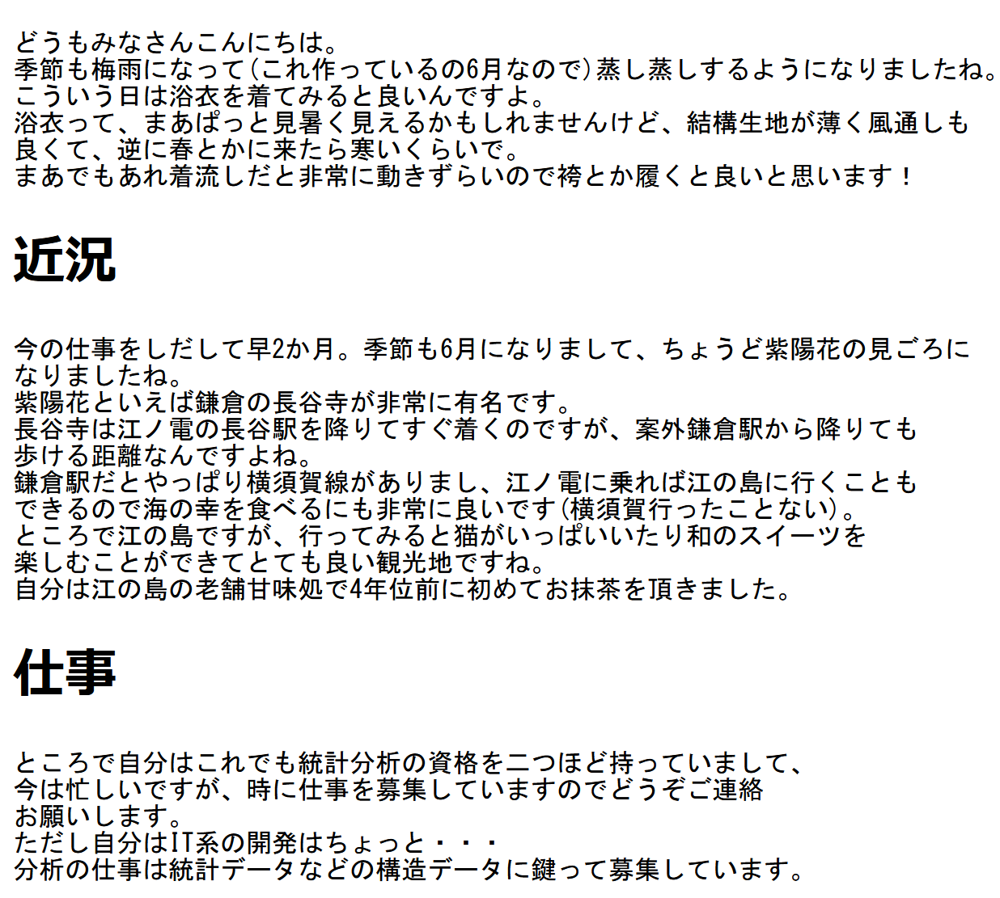 どうもみなさんこんにちは。
季節も梅雨になって(これ作っているの6月なので)蒸し蒸しするようになりましたね。
こういう日は浴衣を着てみると良いんですよ。
浴衣って、まあぱっと見暑く見えるかもしれませんけど、結構生地が薄く風通しも
良くて、逆に春とかに来たら寒いくらいで。
まあでもあれ着流しだと非常に動きずらいので袴とか履くと良いと思います！
近況
今の仕事をしだして早2か月。季節も6月になりまして、ちょうど紫陽花の見ごろに
なりましたね。
紫陽花といえば鎌倉の長谷寺が非常に有名です。
長谷寺は江ノ電の長谷駅を降りてすぐ着くのですが、案外鎌倉駅から降りても
歩ける距離なんですよね。
鎌倉駅だとやっぱり横須賀線がありまし、江ノ電に乗れば江の島に行くことも
できるので海の幸を食べるにも非常に良いです(横須賀行ったことない)。
ところで江の島ですが、行ってみると猫がいっぱいいたり和のスイーツを
楽しむことができてとても良い観光地ですね。
自分は江の島の老舗甘味処で4年位前に初めてお抹茶を頂きました。
仕事
ところで自分はこれでも統計分析の資格を二つほど持っていまして、
今は忙しいですが、時に仕事を募集していますのでどうぞご連絡
お願いします。
ただし自分はIT系の開発はちょっと・・・
分析の仕事は統計データなどの構造データに鍵って募集しています。